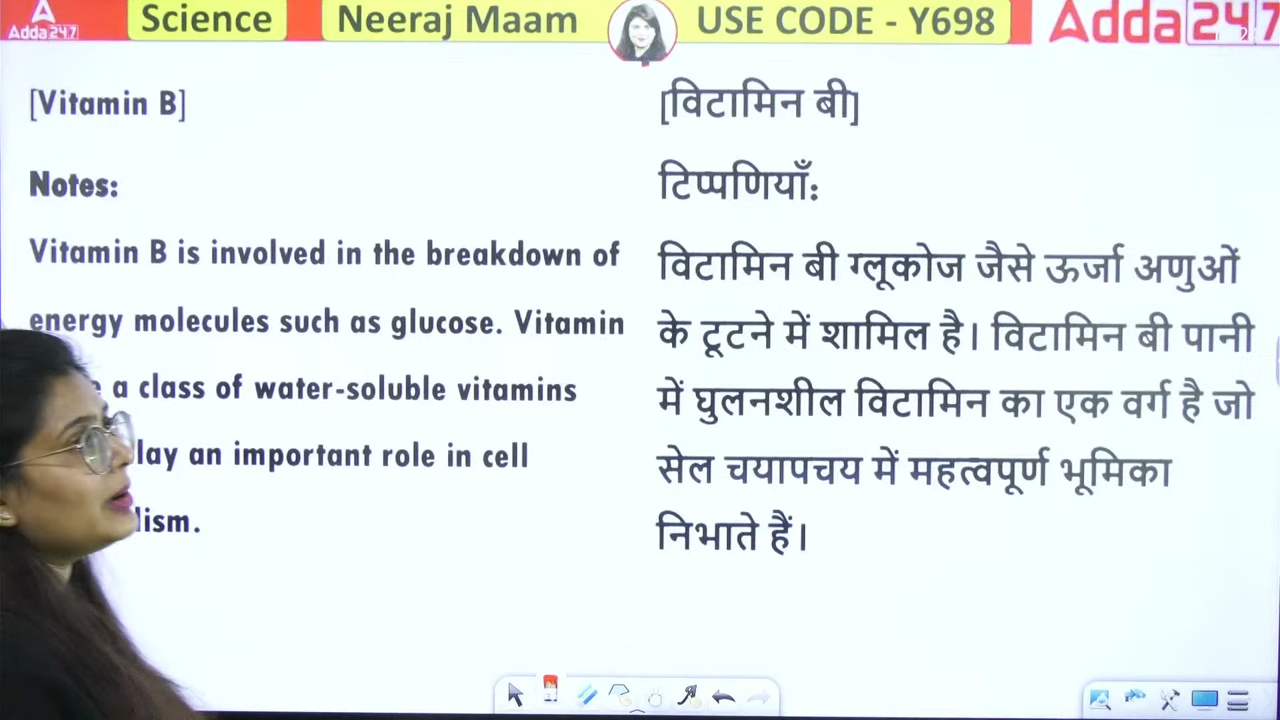 Adda247
Science
Neeraj Maam
USE CODE - Y698
Adda247
[Vitamin B]
Notes:
Vitamin B is involved in the breakdown of
energy molecules such as glucose. Vitamin
a class of water-soluble vitamins
lay an important role in cell
lism.
[विटामिन बी]
टिप्पणियाँ:
विटामिन बी ग्लूकोज जैसे ऊर्जा अणुओं
के टूटने में शामिल है। विटामिन बी पानी
में घुलनशील विटामिन का एक वर्ग है जो
सेल चयापचय में महत्वपूर्ण भूमिका
निभाते हैं।